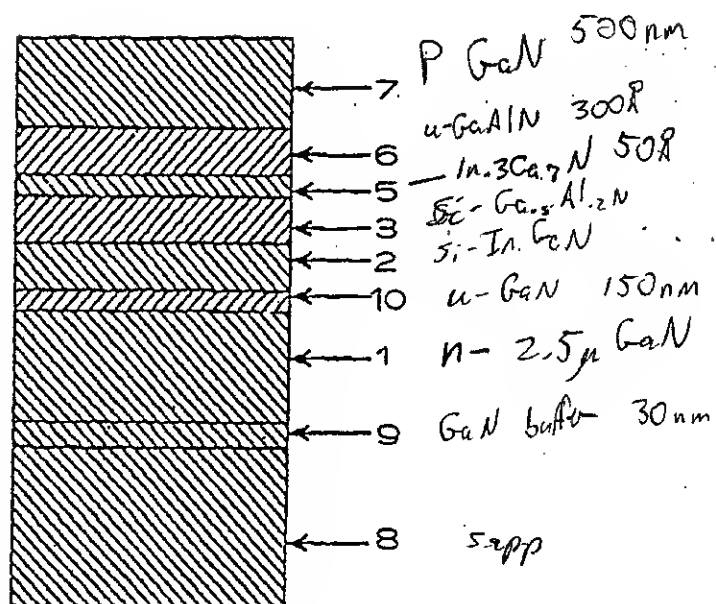 7 P GaN 500nm
6 u-GaAlN 300Å
5 In.3Ga.7N 50Å
3 Si-Ga.8Al.2N
2 Si-In.GaN
10 u-GaN 150nm
1 n- 2.5μ GaN
9 GaN buffer 30nm
8 sapp